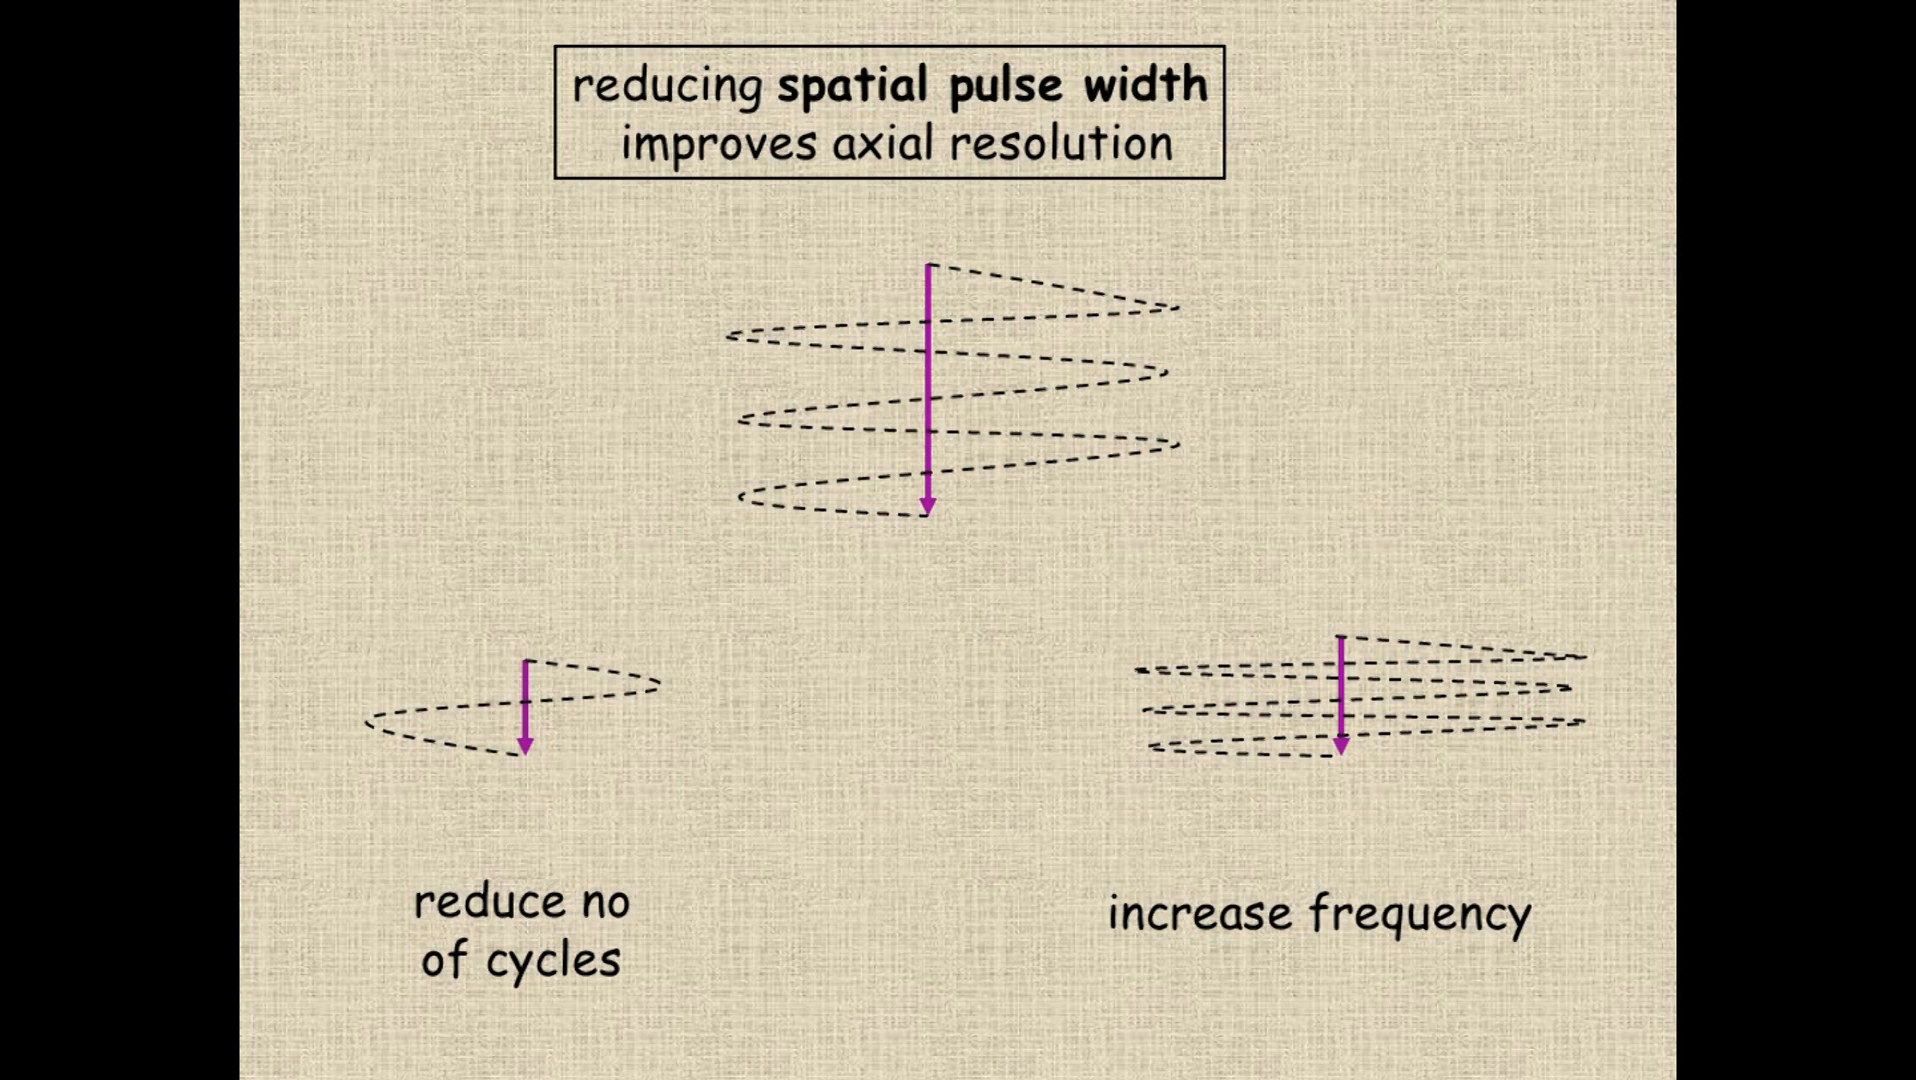 reducing spatial pulse width
improves axial resolution
reduce no
of cycles
increase frequency